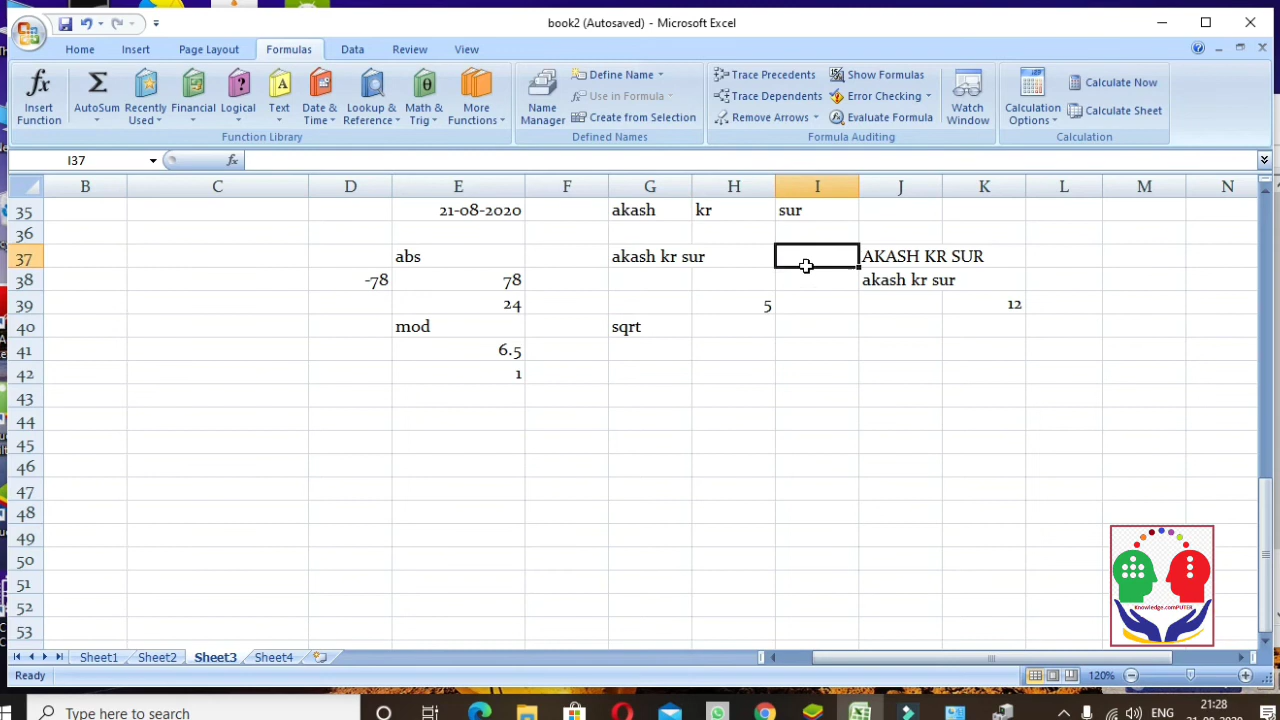 book2 (Autosaved) - Microsoft Excel
Home Insert Page Layout Formulas Data Review View
Insert Function AutoSum Recently Used Financial Logical Text Date & Time Lookup & Reference Math & Trig More Functions
Function Library
Name Manager Define Name Use in Formula Create from Selection
Defined Names
Trace Precedents Trace Dependents Remove Arrows Show Formulas Error Checking Evaluate Formula Watch Window
Formula Auditing
Calculation Options Calculate Now Calculate Sheet
Calculation
I37 fx
B C D E F G H I J K L M N
35 21-08-2020 akash kr sur
36
37 abs akash kr sur AKASH KR SUR
38 -78 78 akash kr sur
39 24 5 12
40 mod sqrt
41 6.5
42 1
43
44
45
46
47
48
49
50
51
52
53
Knowledge.comPUTER
Sheet1 Sheet2 Sheet3 Sheet4
Ready 120%
Type here to search ENG 21:28